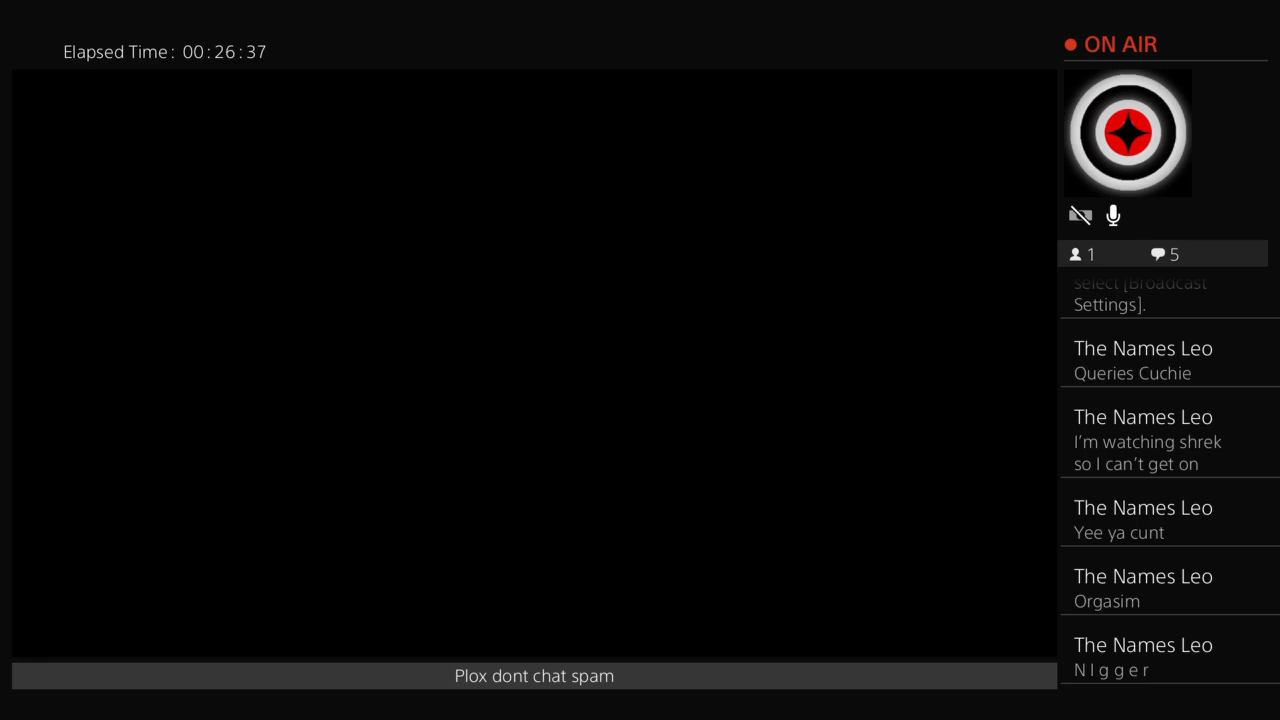 Elapsed Time: 00:26:37
ON AIR
1 5
select [Broadcast
Settings].
The Names Leo
Queries Cuchie
The Names Leo
I'm watching shrek
so I can't get on
The Names Leo
Yee ya cunt
The Names Leo
Orgasim
The Names Leo
N I g g e r
Plox dont chat spam